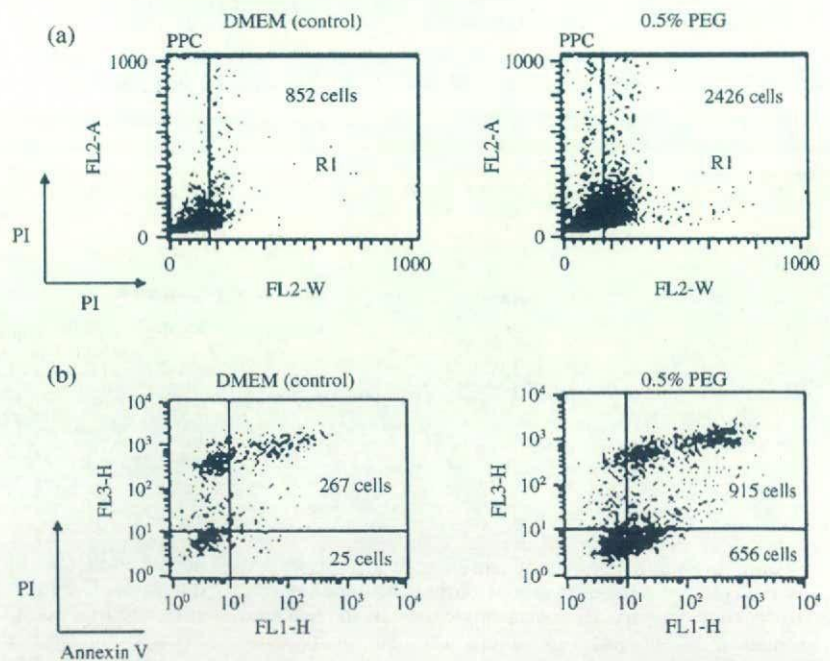 (a)
DMEM (control)
PPC
1000
852 cells
R1
0
0
1000
FL2-A
FL2-W
PI
PI
0.5% PEG
PPC
1000
2426 cells
R1
0
0
1000
FL2-A
FL2-W
(b)
DMEM (control)
10⁴
10³
10²
10¹
10⁰
267 cells
25 cells
10⁰
10¹
10²
10³
10⁴
FL3-H
FL1-H
PI
Annexin V
0.5% PEG
10⁴
10³
10²
10¹
10⁰
915 cells
656 cells
10⁰
10¹
10²
10³
10⁴
FL3-H
FL1-H